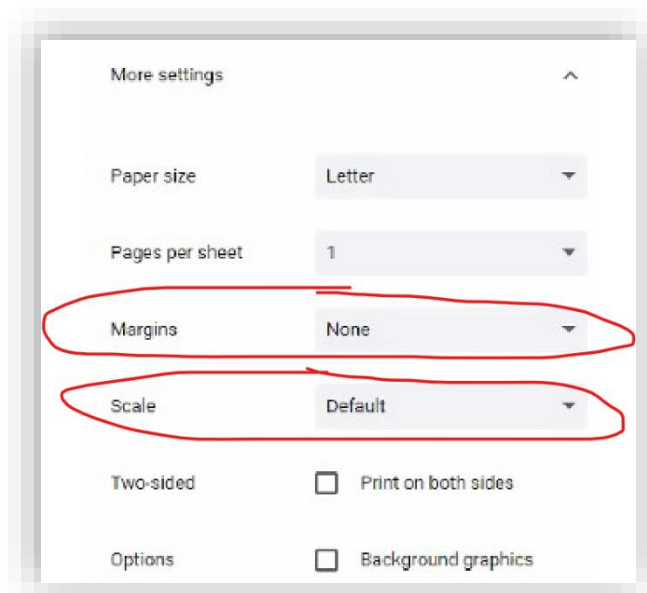 More settings
Paper size Letter
Pages per sheet 1
Margins None
Scale Default
Two-sided Print on both sides
Options Background graphics